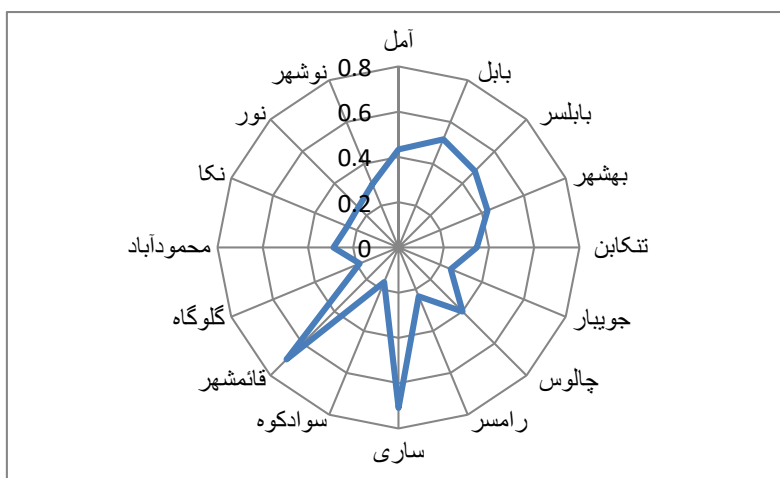 آمل
بابل
بابلسر
بهشهر
تنکابن
جویبار
چالوس
رامسر
ساری
سوادکوه
قائمشهر
گلوگاه
محمودآباد
نکا
نور
نوشهر
0.8
0.6
0.4
0.2
0